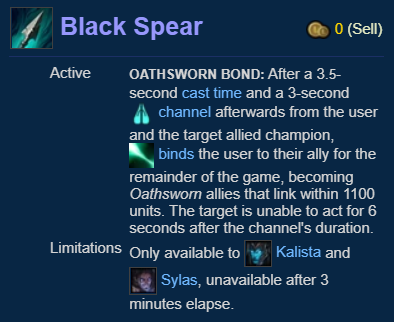 Black Spear
0 (Sell)
Active
OATHSWORN BOND: After a 3.5-
second cast time and a 3-second
channel afterwards from the user
and the target allied champion,
binds the user to their ally for the
remainder of the game, becoming
Oathsworn allies that link within 1100
units. The target is unable to act for 6
seconds after the channel's duration.
Limitations
Only available to Kalista and
Sylas, unavailable after 3
minutes elapse.